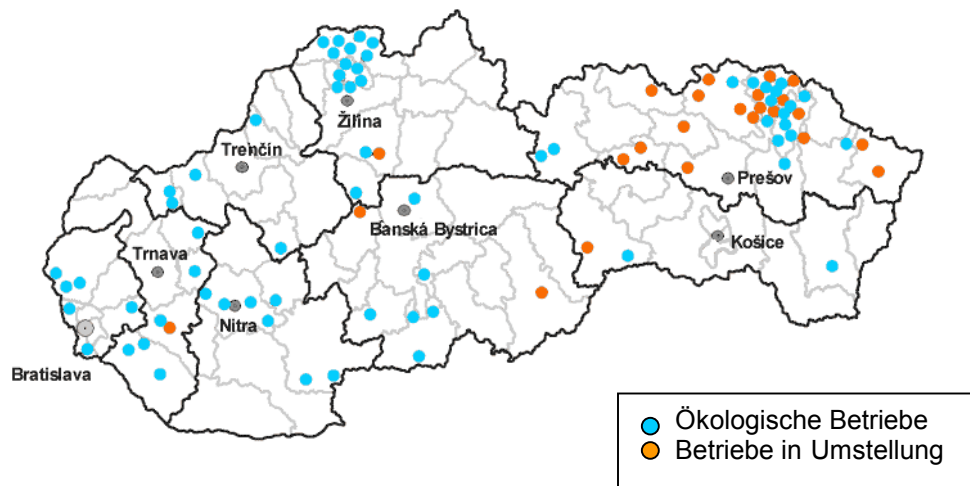 Žilina
Trenčín
Prešov
Banská Bystrica
Košice
Trnava
Nitra
Bratislava
Ökologische Betriebe
Betriebe in Umstellung